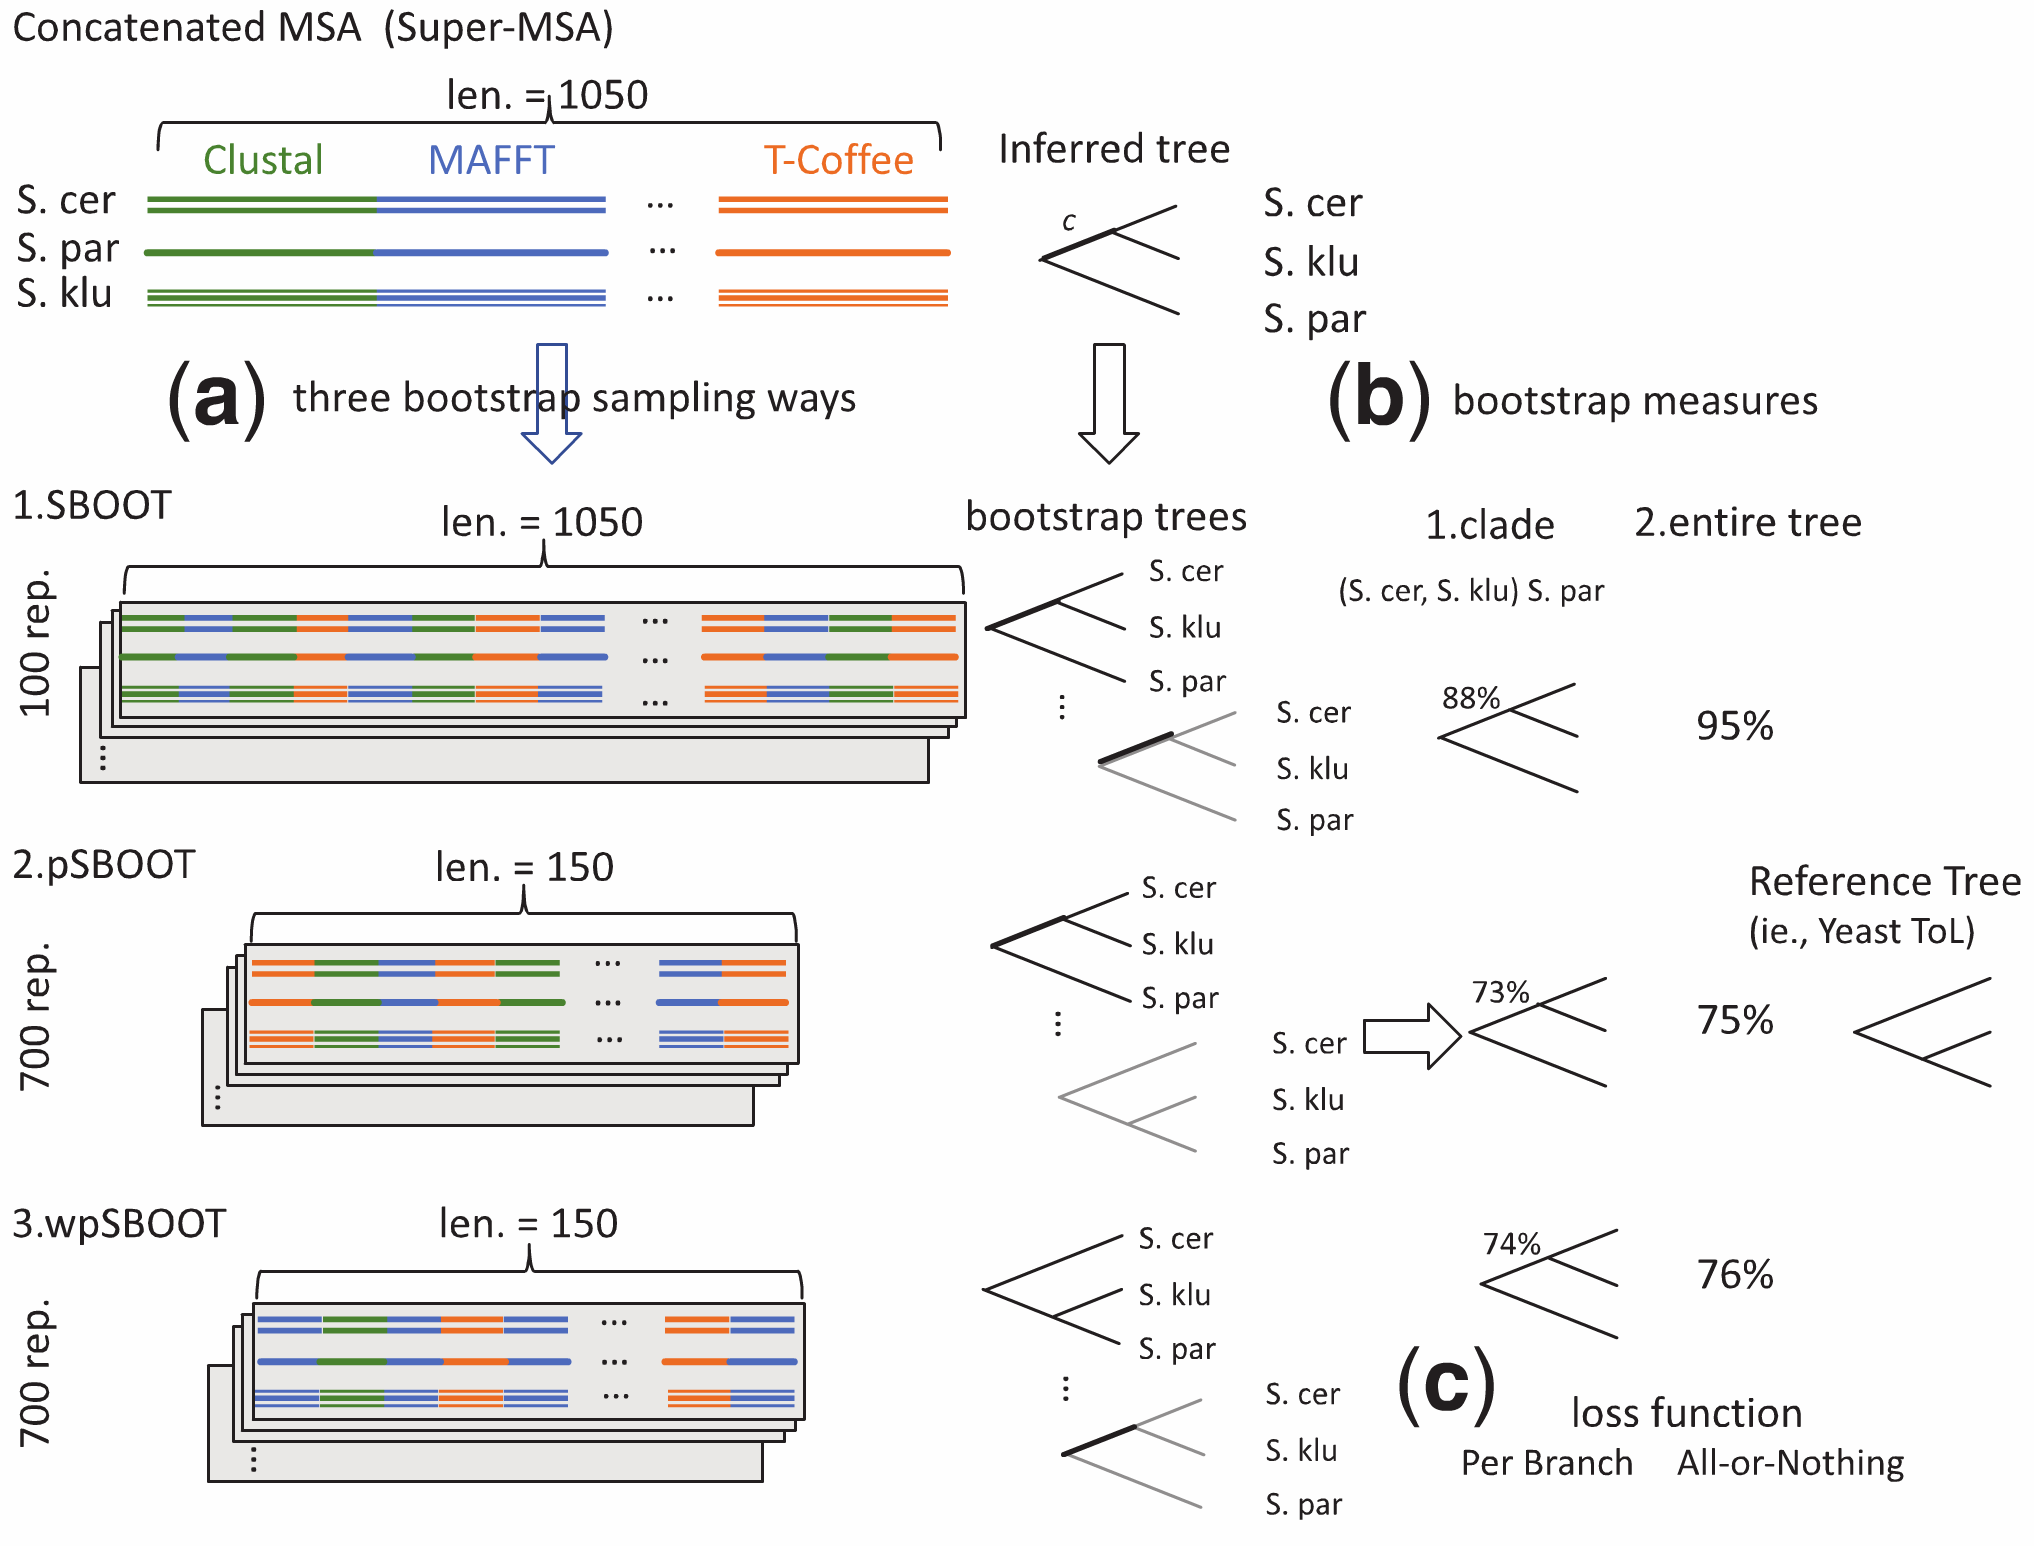 Concatenated MSA (Super-MSA)
len. = 1050
Clustal MAFFT T-Coffee
S. cer ...
S. par ...
S. klu ...
Inferred tree
c
S. cer
S. klu
S. par
(a) three bootstrap sampling ways
(b) bootstrap measures
1.SBOOT
len. = 1050
100 rep.
...
...
...
...
bootstrap trees
S. cer
S. klu
S. par
...
S. cer
S. klu
S. par
1.clade 2.entire tree
(S. cer, S. klu) S. par
88% 95%
2.pSBOOT
len. = 150
700 rep.
...
...
...
...
S. cer
S. klu
S. par
...
S. cer
S. klu
S. par
73% 75%
Reference Tree
(ie., Yeast ToL)
3.wpSBOOT
len. = 150
700 rep.
...
...
...
...
S. cer
S. klu
S. par
...
S. cer
S. klu
S. par
74% 76%
(c) loss function
Per Branch All-or-Nothing